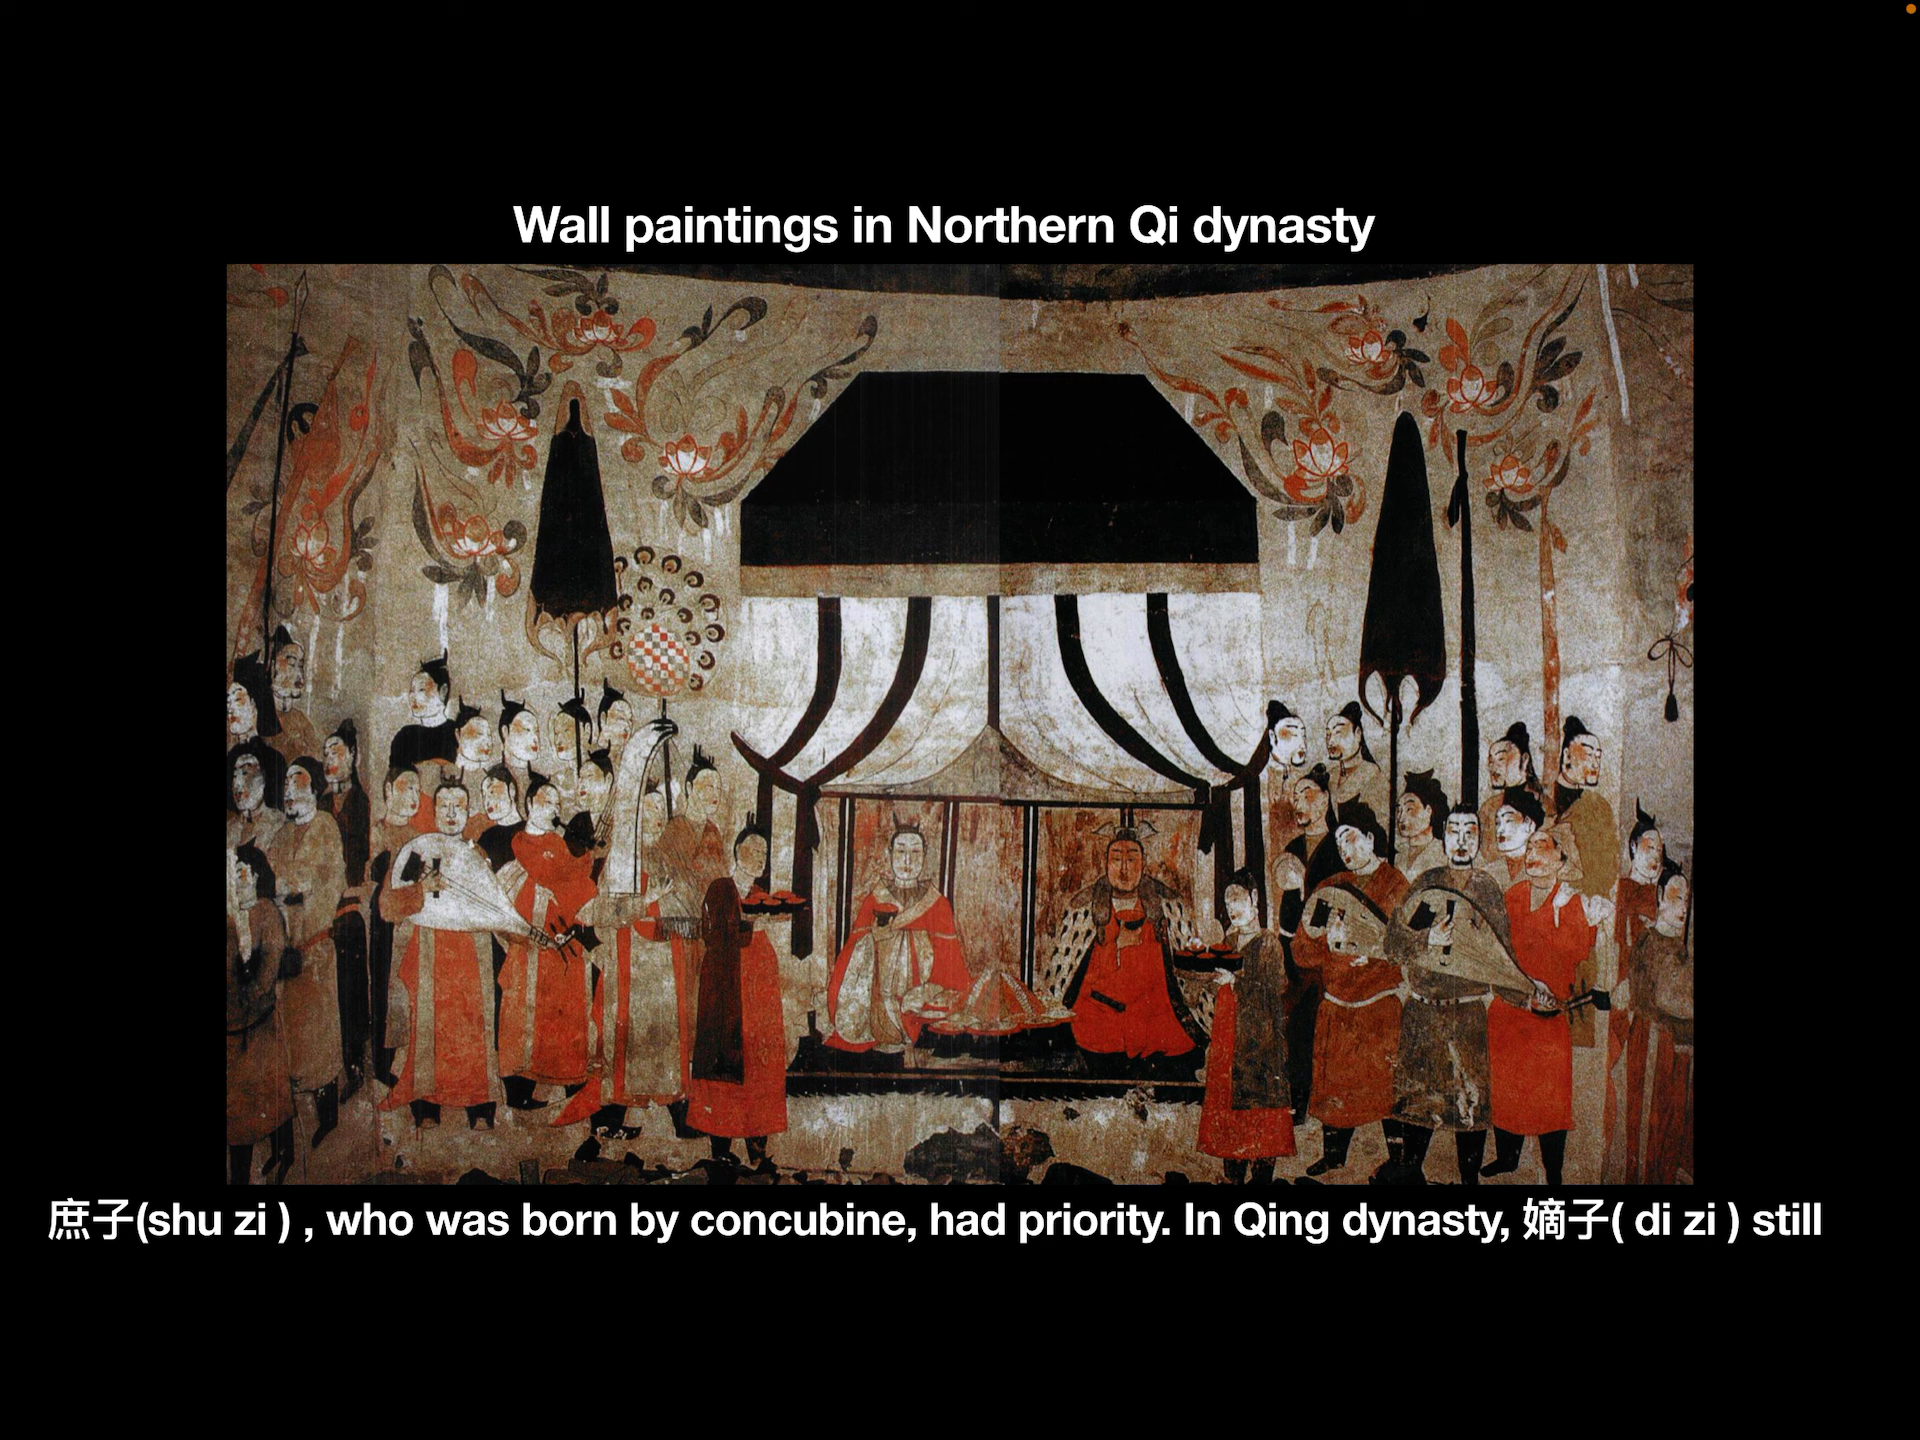 Wall paintings in Northern Qi dynasty
庶子(shu zi ) , who was born by concubine, had priority. In Qing dynasty, 嫡子( di zi ) still